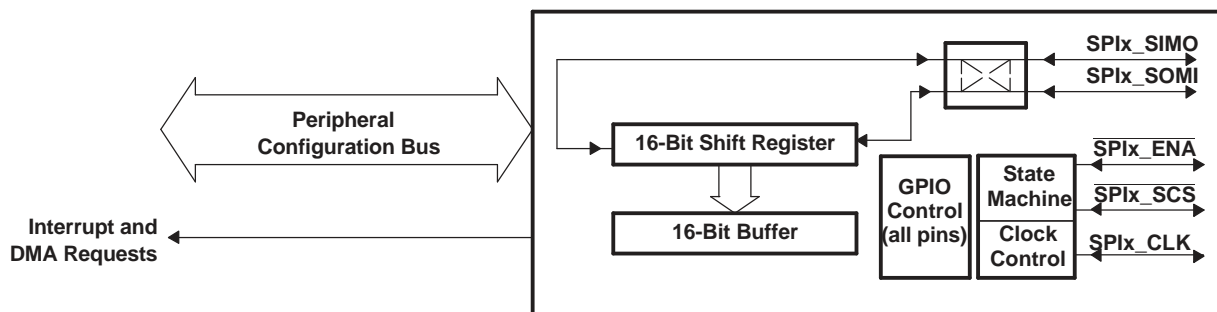 SPIx_SIMO
SPIx_SOMI
Peripheral
Configuration Bus
16-Bit Shift Register
16-Bit Buffer
GPIO
Control
(all pins)
State
Machine
Clock
Control
SPIx_ENA
SPIx_SCS
SPIx_CLK
Interrupt and
DMA Requests